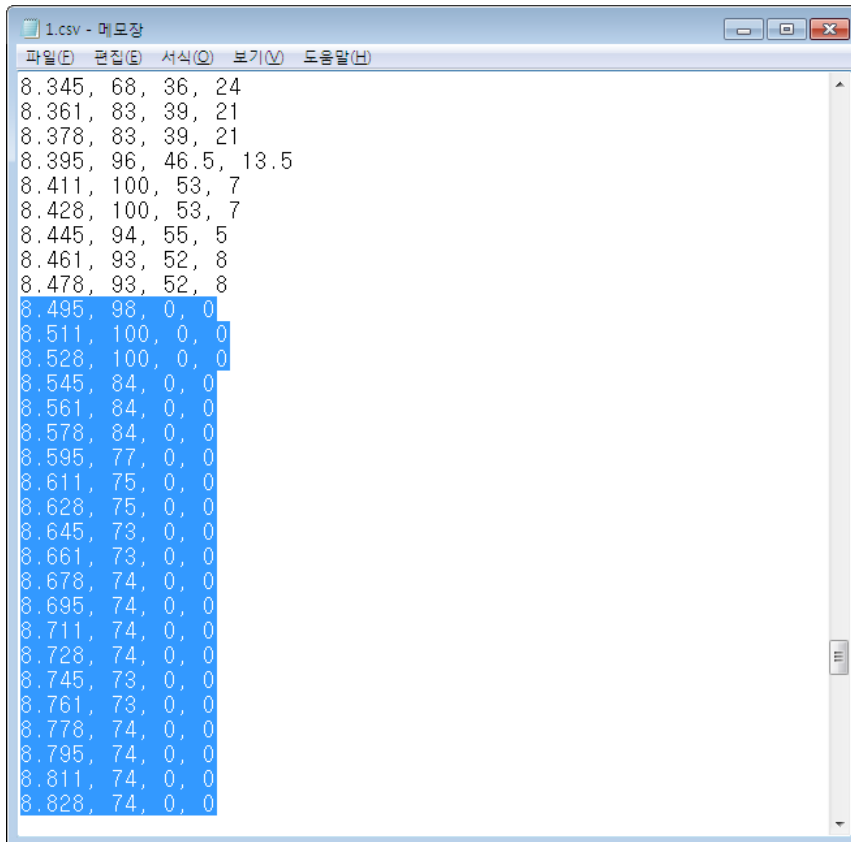 1.csv - 메모장
파일(F) 편집(E) 서식(O) 보기(V) 도움말(H)
8.345, 68, 36, 24
8.361, 83, 39, 21
8.378, 83, 39, 21
8.395, 96, 46.5, 13.5
8.411, 100, 53, 7
8.428, 100, 53, 7
8.445, 94, 55, 5
8.461, 93, 52, 8
8.478, 93, 52, 8
8.495, 98, 0, 0
8.511, 100, 0, 0
8.528, 100, 0, 0
8.545, 84, 0, 0
8.561, 84, 0, 0
8.578, 84, 0, 0
8.595, 77, 0, 0
8.611, 75, 0, 0
8.628, 75, 0, 0
8.645, 73, 0, 0
8.661, 73, 0, 0
8.678, 74, 0, 0
8.695, 74, 0, 0
8.711, 74, 0, 0
8.728, 74, 0, 0
8.745, 73, 0, 0
8.761, 73, 0, 0
8.778, 74, 0, 0
8.795, 74, 0, 0
8.811, 74, 0, 0
8.828, 74, 0, 0